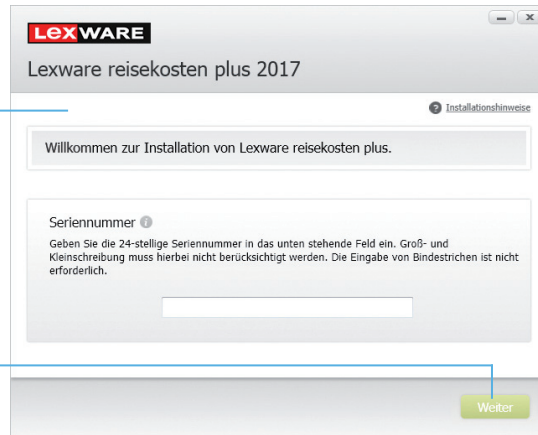 LEXWARE
Lexware reisekosten plus 2017
Installationshinweise
Willkommen zur Installation von Lexware reisekosten plus.
Seriennummer
Geben Sie die 24-stellige Seriennummer in das unten stehende Feld ein. Groß- und
Kleinschreibung muss hierbei nicht berücksichtigt werden. Die Eingabe von Bindestrichen ist nicht
erforderlich.
Weiter